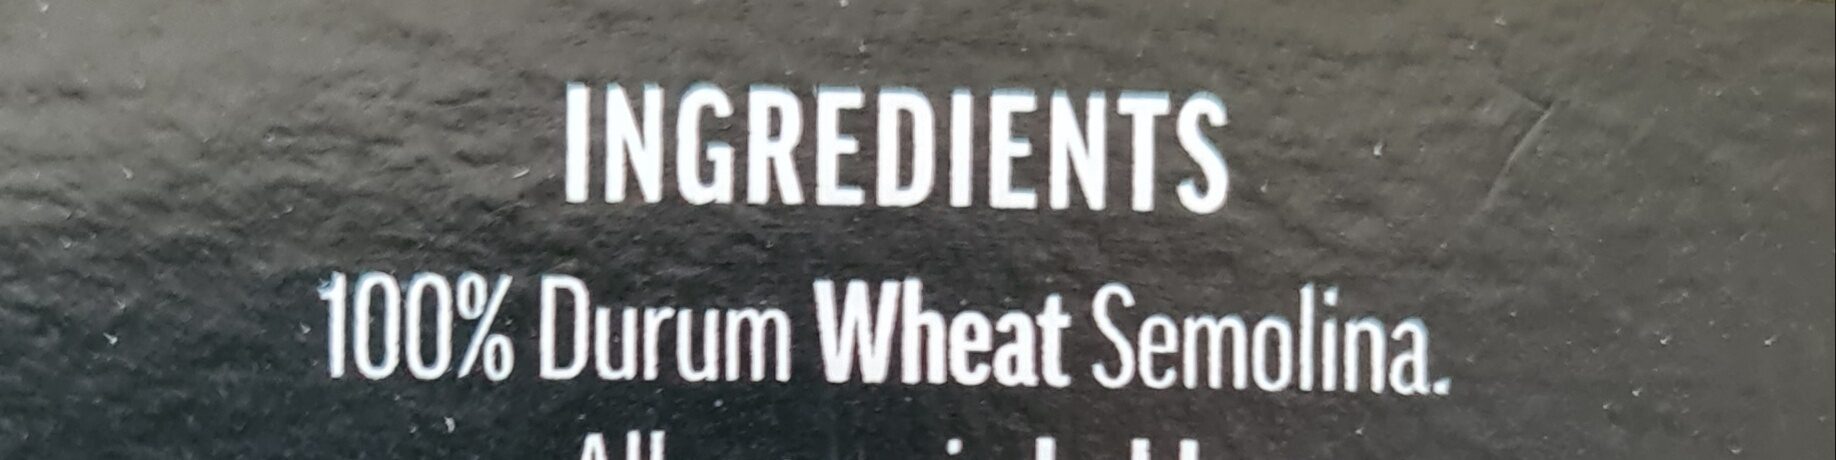 INGREDIENTS
100% Durum Wheat Semolina.